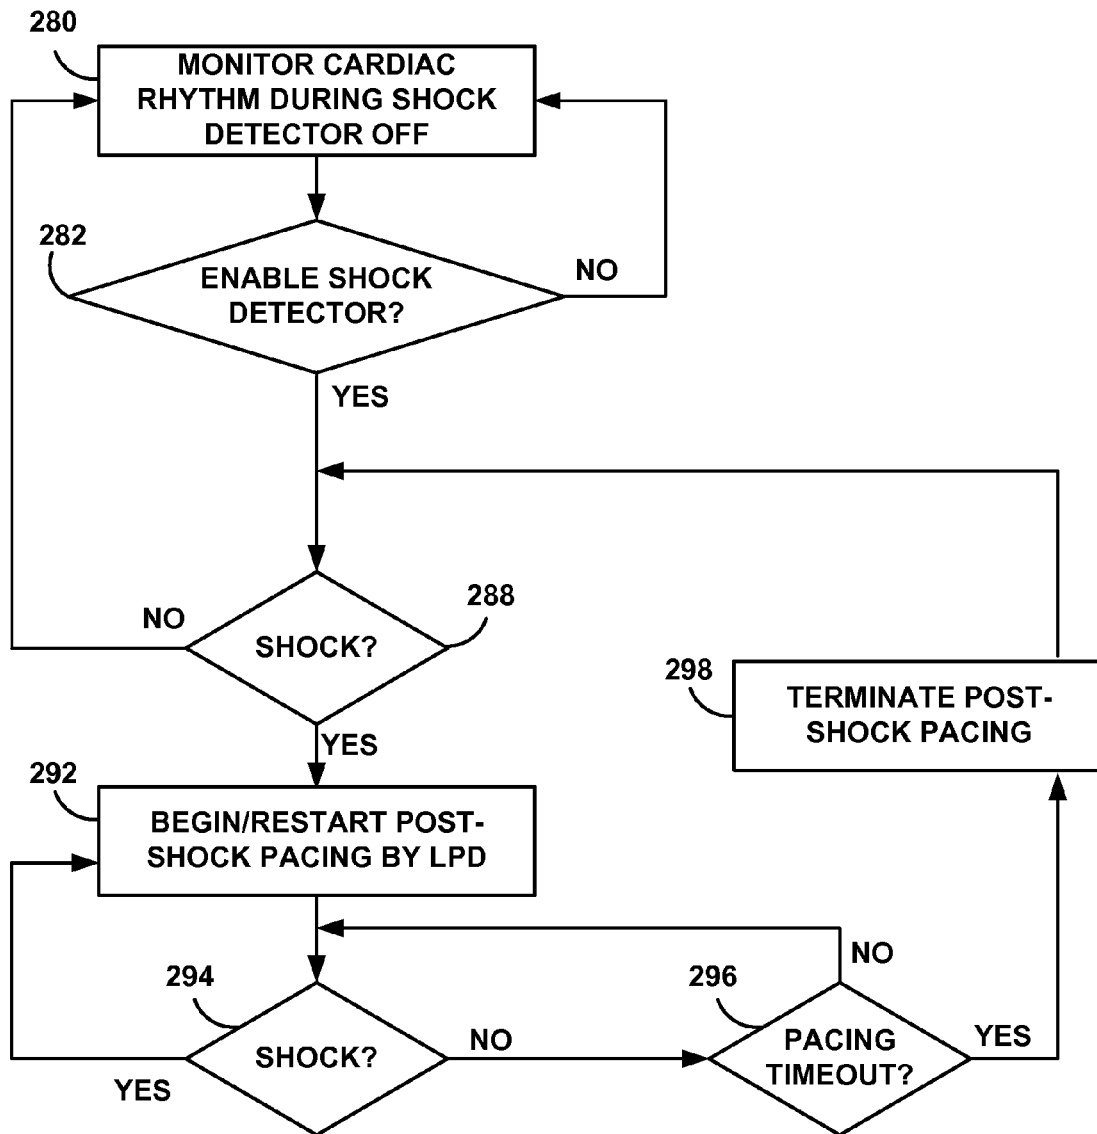 280
MONITOR CARDIAC
RHYTHM DURING SHOCK
DETECTOR OFF
282
ENABLE SHOCK
DETECTOR?
NO
YES
NO
SHOCK?
288
YES
298
TERMINATE POST-
SHOCK PACING
292
BEGIN/RESTART POST-
SHOCK PACING BY LPD
294
SHOCK?
YES
NO
296
NO
PACING
TIMEOUT?
YES